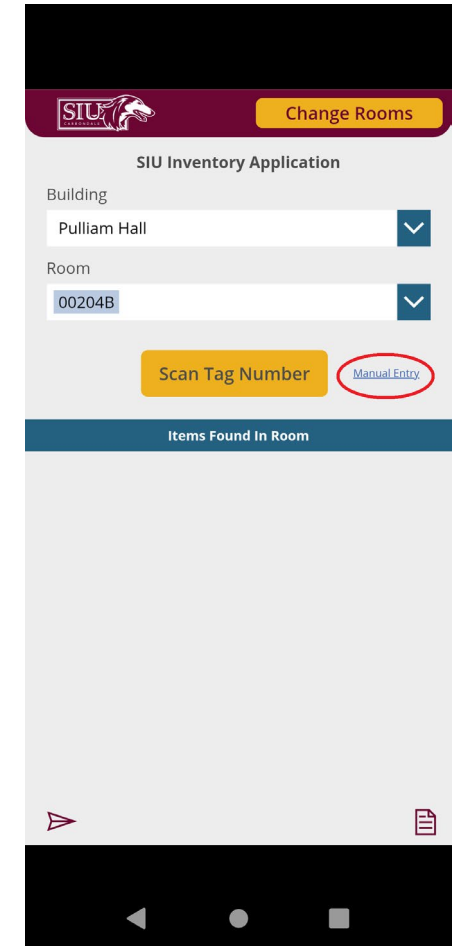 SIU
CARBONDALE
Change Rooms
SIU Inventory Application
Building
Pulliam Hall
Room
00204B
Scan Tag Number
Manual Entry
Items Found In Room